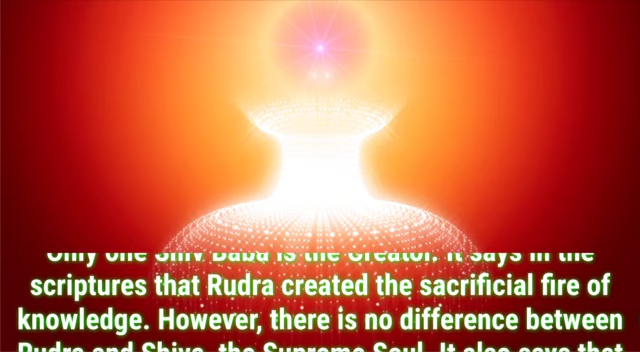 Only one Shiv Baba is the Creator. It says in the
scriptures that Rudra created the sacrificial fire of
knowledge. However, there is no difference between
Rudra and Shiva, the Supreme Soul. It also says that